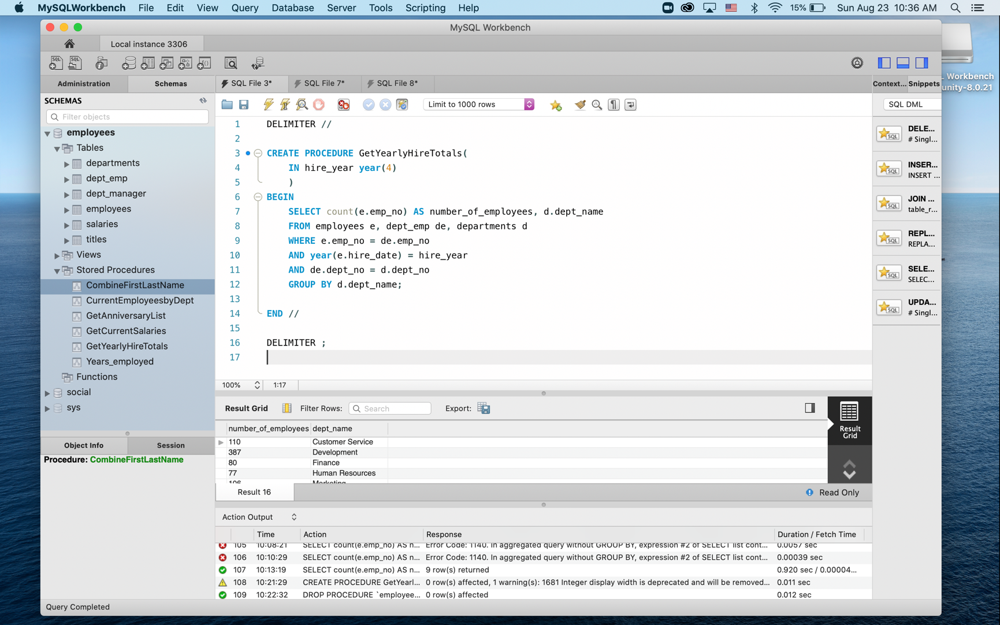 MySQLWorkbench File Edit View Query Database Server Tools Scripting Help 15% Sun Aug 23 10:36 AM
MySQL Workbench
Local instance 3306
Administration Schemas
SCHEMAS
Filter objects
employees
Tables
departments
dept_emp
dept_manager
employees
salaries
titles
Views
Stored Procedures
CombineFirstLastName
CurrentEmployeesbyDept
GetAnniversaryList
GetCurrentSalaries
GetYearlyHireTotals
Years_employed
Functions
social
sys
Object Info Session
Procedure: CombineFirstLastName
SQL File 3* SQL File 7* SQL File 8*
Limit to 1000 rows
1 DELIMITER //
2
3 CREATE PROCEDURE GetYearlyHireTotals(
4 IN hire_year year(4)
5 )
6 BEGIN
7 SELECT count(e.emp_no) AS number_of_employees, d.dept_name
8 FROM employees e, dept_emp de, departments d
9 WHERE e.emp_no = de.emp_no
10 AND year(e.hire_date) = hire_year
11 AND de.dept_no = d.dept_no
12 GROUP BY d.dept_name;
13
14 END //
15
16 DELIMITER ;
17
100% 1:17
Result Grid Filter Rows: Search Export:
number_of_employees dept_name
110 Customer Service
387 Development
80 Finance
77 Human Resources
106 Marketing
Result Grid
Result 16 Read Only
Action Output
Time Action Response Duration / Fetch Time
105 10:08:21 SELECT count(e.emp_no) AS n... Error Code: 1140. In aggregated query without GROUP BY, expression #2 of SELECT list cont... 0.0057 sec
106 10:10:29 SELECT count(e.emp_no) AS n... Error Code: 1140. In aggregated query without GROUP BY, expression #2 of SELECT list cont... 0.00039 sec
107 10:13:19 SELECT count(e.emp_no) AS n... 9 row(s) returned 0.920 sec / 0.00004...
108 10:21:29 CREATE PROCEDURE GetYearl... 0 row(s) affected, 1 warning(s): 1681 Integer display width is deprecated and will be removed... 0.011 sec
109 10:22:32 DROP PROCEDURE `employee... 0 row(s) affected 0.012 sec
Query Completed
Context... Snippets
SQL DML
DELE...
# Singl...
INSER...
INSERT ...
JOIN ...
table_r...
REPL...
REPLA...
SELE...
SELEC...
UPDA...
# Singl...
SQL
SQL
SQL
SQL
SQL
SQL
SQL
SQL
L Workbench
unity-8.0.21